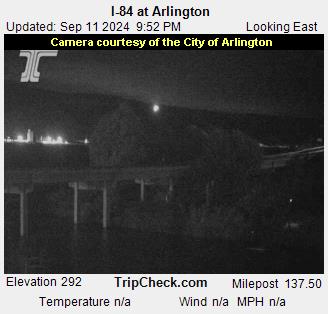 I-84 at Arlington
Updated: Sep 11 2024 9:52 PM Looking East
Camera courtesy of the City of Arlington
Elevation 292 TripCheck.com Milepost 137.50
Temperature n/a Wind n/a MPH n/a